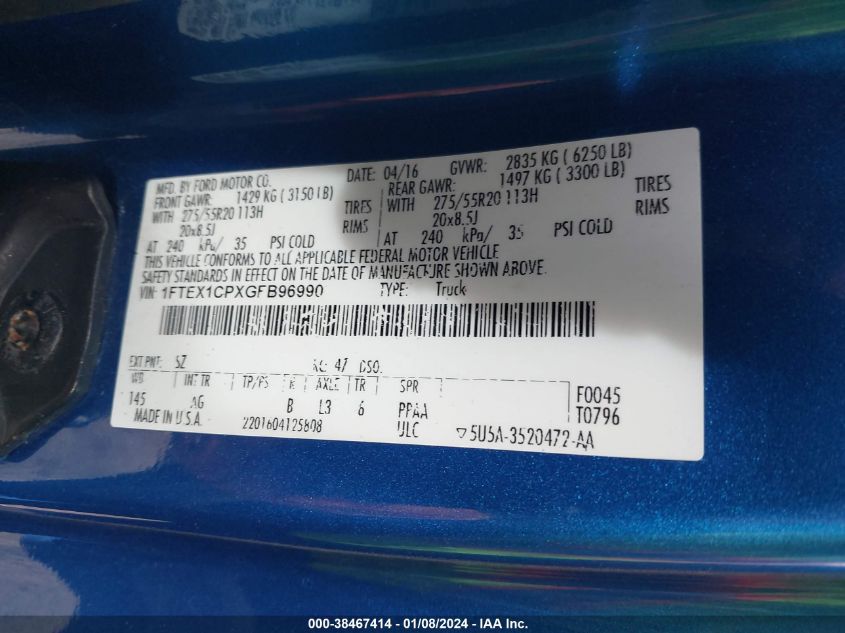 MFD. BY FORD MOTOR CO.
DATE: 04/16 GVWR: 2835 KG ( 6250 LB)
FRONT GAWR: 1429 KG ( 3150 LB)
REAR GAWR: 1497 KG ( 3300 LB)
WITH 275/55R20 113H TIRES
WITH 275/55R20 113H TIRES
20x8.5J RIMS
20x8.5J RIMS
AT 240 kPa/ 35 PSI COLD
AT 240 kPa/ 35 PSI COLD
THIS VEHICLE CONFORMS TO ALL APPLICABLE FEDERAL MOTOR VEHICLE
SAFETY STANDARDS IN EFFECT ON THE DATE OF MANUFACTURE SHOWN ABOVE.
VIN: 1FTEX1CPXGFB96990 TYPE: Truck
EXT PNT: SZ RC: 47 DSO:
WB INT TR TP/PS R AXLE TR SPR
F0045
145 AG B L3 6 PPAA
T0796
MADE IN U.S.A. ULC
▽5U5A-3520472-AA
000-38467414 | 01/08/2024 | IAA Inc.